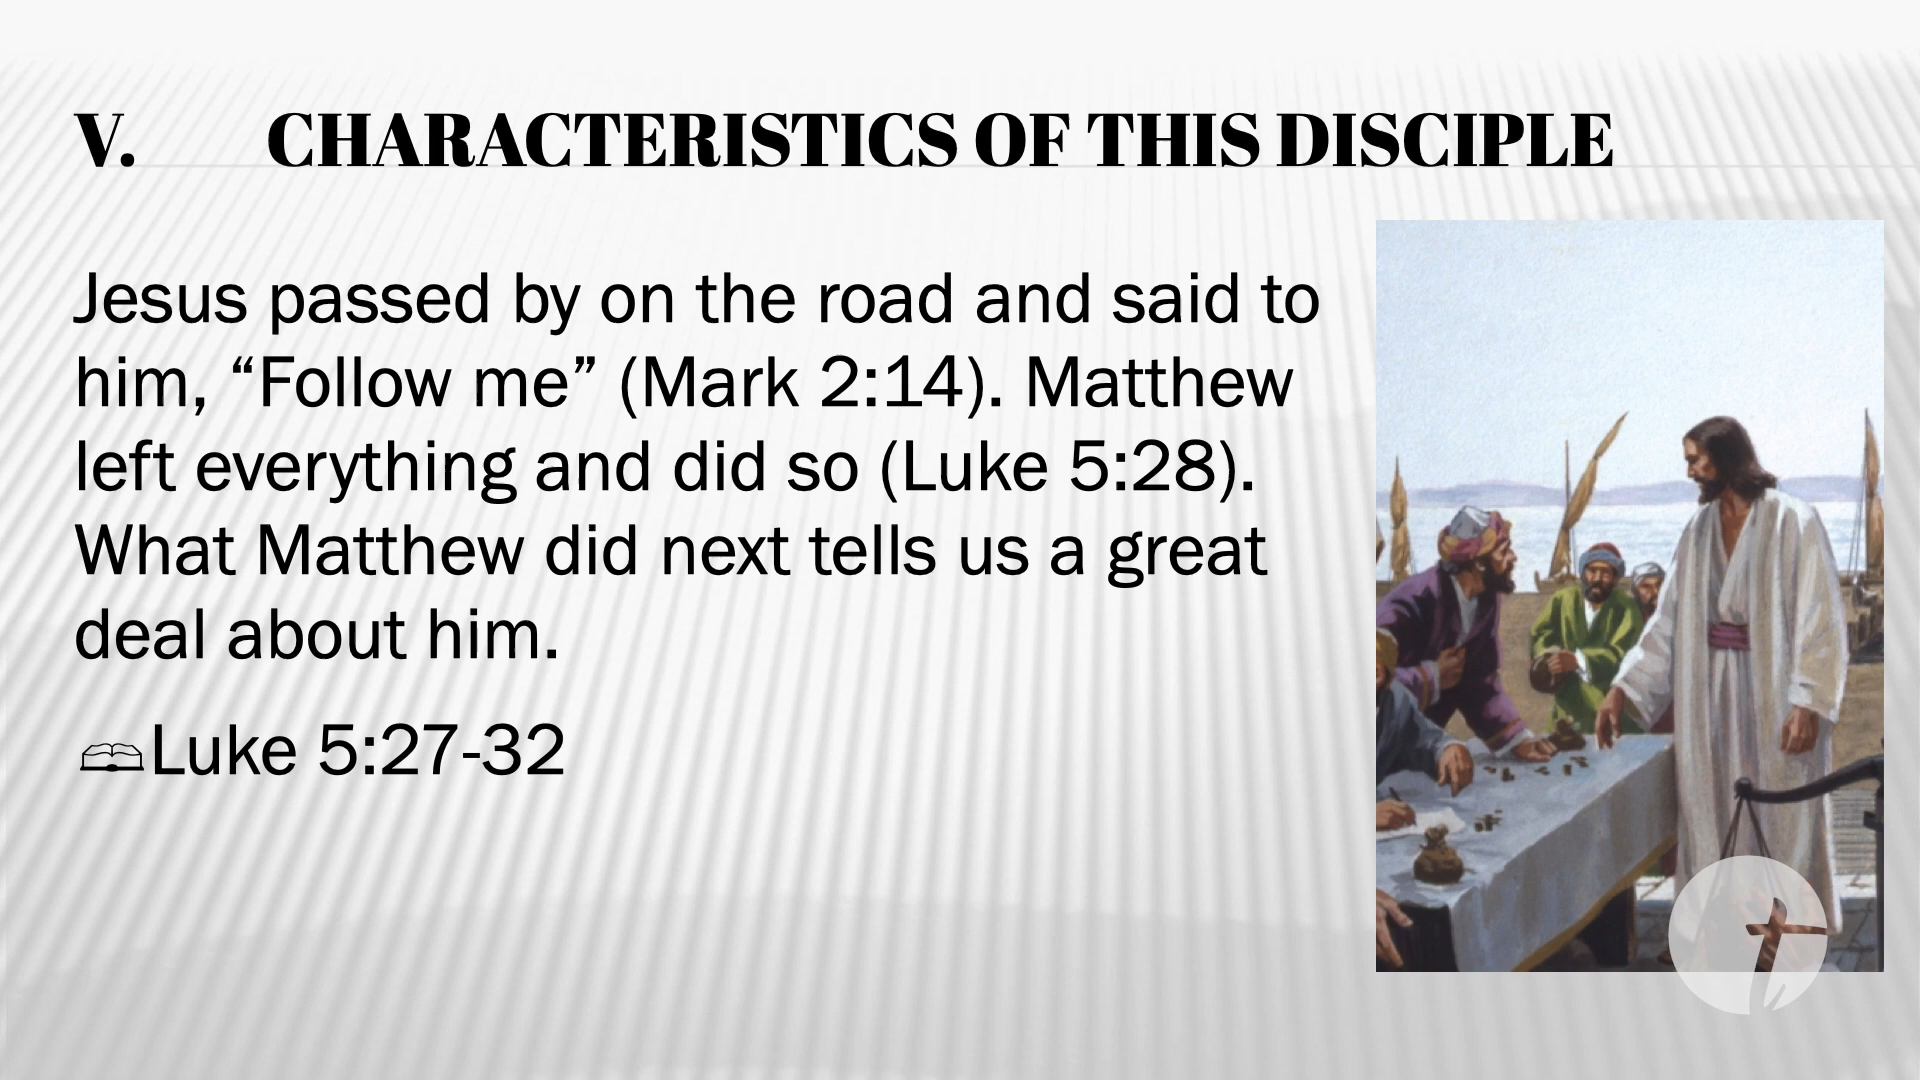 V. CHARACTERISTICS OF THIS DISCIPLE
Jesus passed by on the road and said to
him, “Follow me” (Mark 2:14). Matthew
left everything and did so (Luke 5:28).
What Matthew did next tells us a great
deal about him.
🕮Luke 5:27-32